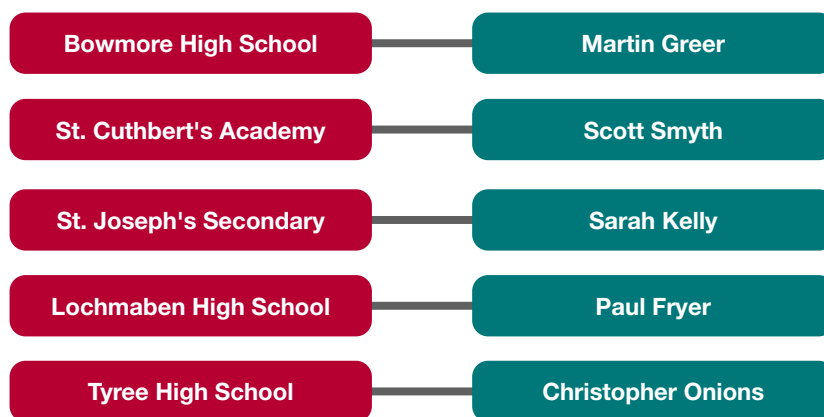 Bowmore High School
Martin Greer
St. Cuthbert's Academy
Scott Smyth
St. Joseph's Secondary
Sarah Kelly
Lochmaben High School
Paul Fryer
Tyree High School
Christopher Onions